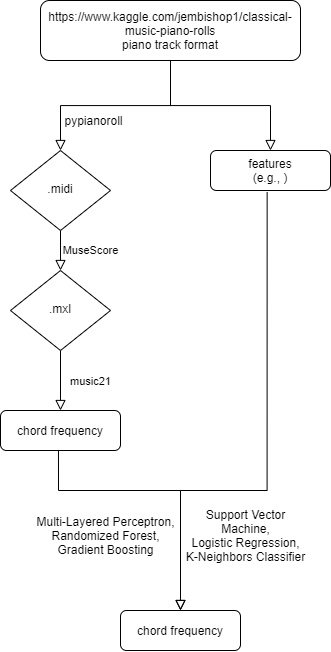 https://www.kaggle.com/jembishop1/classical-
music-piano-rolls
piano track format
pypianoroll
.midi
features
(e.g., )
MuseScore
.mxl
music21
chord frequency
Multi-Layered Perceptron,
Randomized Forest,
Gradient Boosting
Support Vector
Machine,
Logistic Regression,
K-Neighbors Classifier
chord frequency